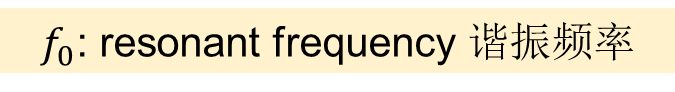 𝑓₀: resonant frequency 谐振频率